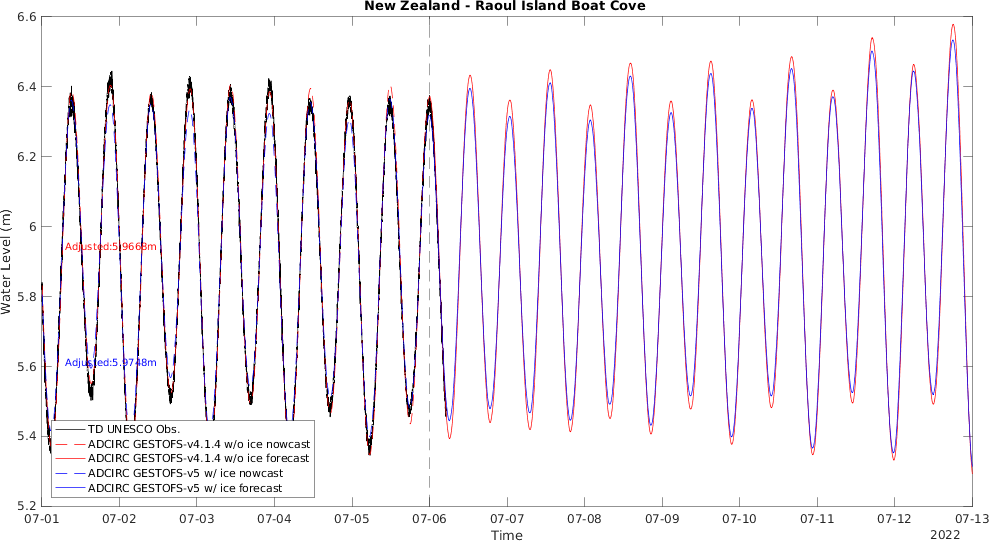 New Zealand - Raoul Island Boat Cove
Water Level (m)
6.6
6.4
6.2
6
5.8
5.6
5.4
5.2
Adjusted:5.9668m
Adjusted:5.9748m
TD UNESCO Obs.
ADCIRC GESTOFS-v4.1.4 w/o ice nowcast
ADCIRC GESTOFS-v4.1.4 w/o ice forecast
ADCIRC GESTOFS-v5 w/ ice nowcast
ADCIRC GESTOFS-v5 w/ ice forecast
07-01 07-02 07-03 07-04 07-05 07-06 07-07 07-08 07-09 07-10 07-11 07-12 07-13
Time
2022